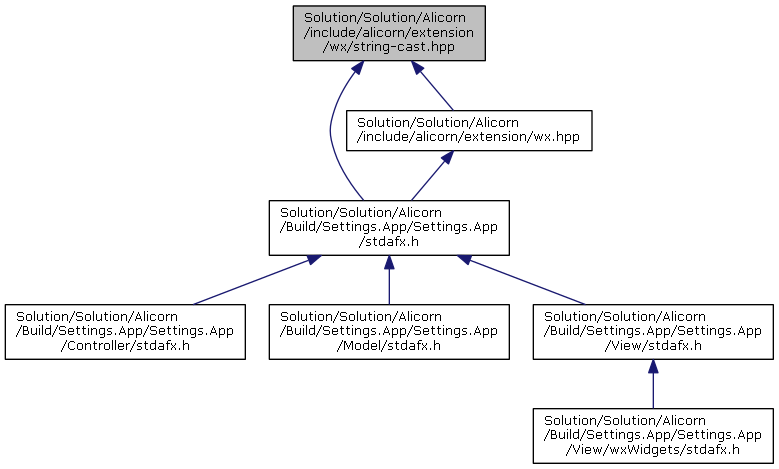 Solution/Solution/Alicorn
/include/alicorn/extension
/wx/string-cast.hpp
Solution/Solution/Alicorn
/include/alicorn/extension/wx.hpp
Solution/Solution/Alicorn
/Build/Settings.App/Settings.App
/stdafx.h
Solution/Solution/Alicorn
/Build/Settings.App/Settings.App
/Controller/stdafx.h
Solution/Solution/Alicorn
/Build/Settings.App/Settings.App
/Model/stdafx.h
Solution/Solution/Alicorn
/Build/Settings.App/Settings.App
/View/stdafx.h
Solution/Solution/Alicorn
/Build/Settings.App/Settings.App
/View/wxWidgets/stdafx.h